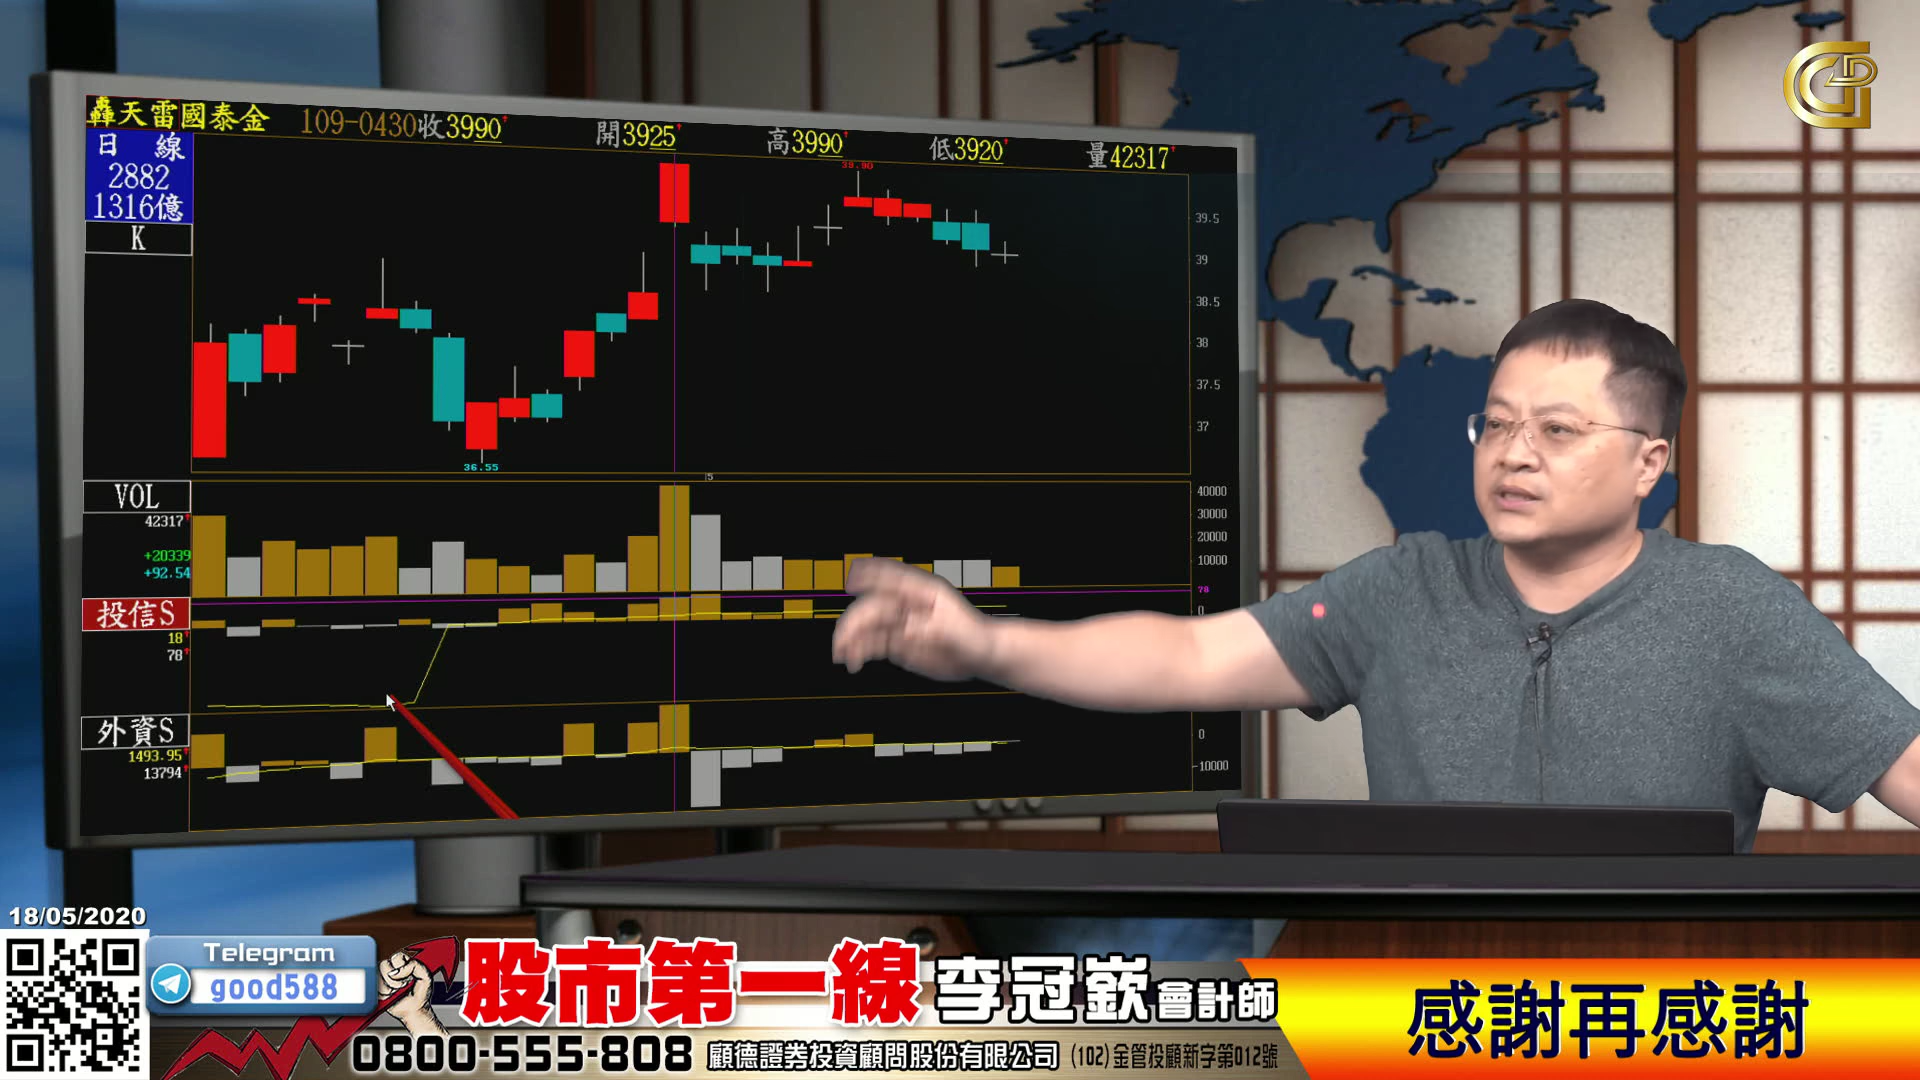 轟天雷國泰金 109-0430 收3990 開3925 高3990 低3920 量42317
日 線
2882
1316億
K
39.90
39.5
39
38.5
38
37.5
37
36.55
5
VOL
42317
+20339
+92.54
40000
30000
20000
10000
投信S
18
78
78
0
外資S
1493.95
13794
0
-10000
18/05/2020
Telegram
good588
股市第一線 李冠嶔會計師
感謝再感謝
0800-555-808 顧德證券投資顧問股份有限公司 (102)金管投顧新字第012號